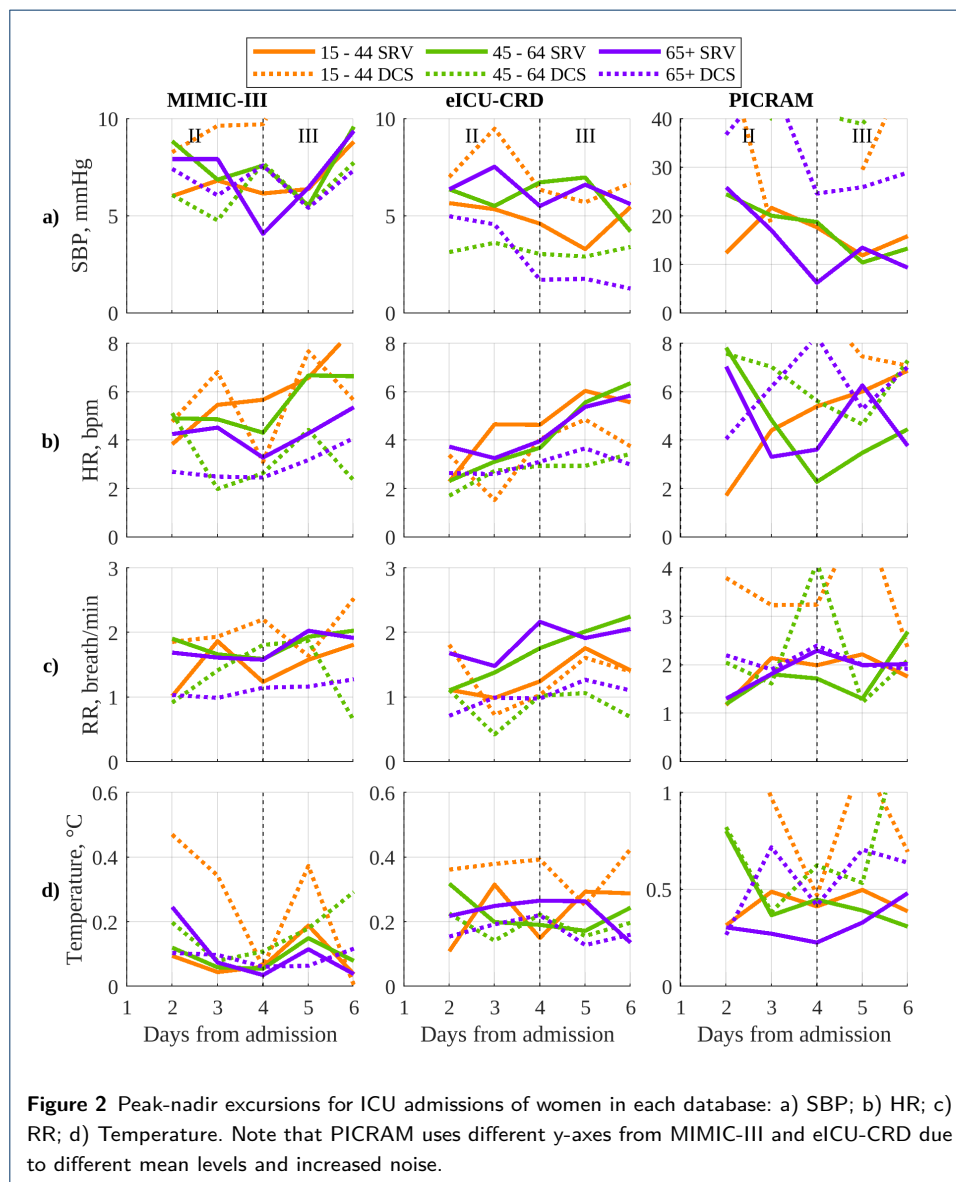 15 - 44 SRV 45 - 64 SRV 65+ SRV
15 - 44 DCS 45 - 64 DCS 65+ DCS
MIMIC-III eICU-CRD PICRAM
a) SBP, mmHg
10 5 0
II III
10 5 0
II III
40 30 20 10 0
II III
b) HR, bpm
8 6 4 2 0
8 6 4 2 0
8 6 4 2 0
c) RR, breath/min
3 2 1 0
3 2 1 0
4 3 2 1 0
d) Temperature, °C
0.6 0.4 0.2 0
0.6 0.4 0.2 0
1 0.5 0
1 2 3 4 5 6 1 2 3 4 5 6 1 2 3 4 5 6
Days from admission Days from admission Days from admission
Figure 2 Peak-nadir excursions for ICU admissions of women in each database: a) SBP; b) HR; c)
RR; d) Temperature. Note that PICRAM uses different y-axes from MIMIC-III and eICU-CRD due
to different mean levels and increased noise.